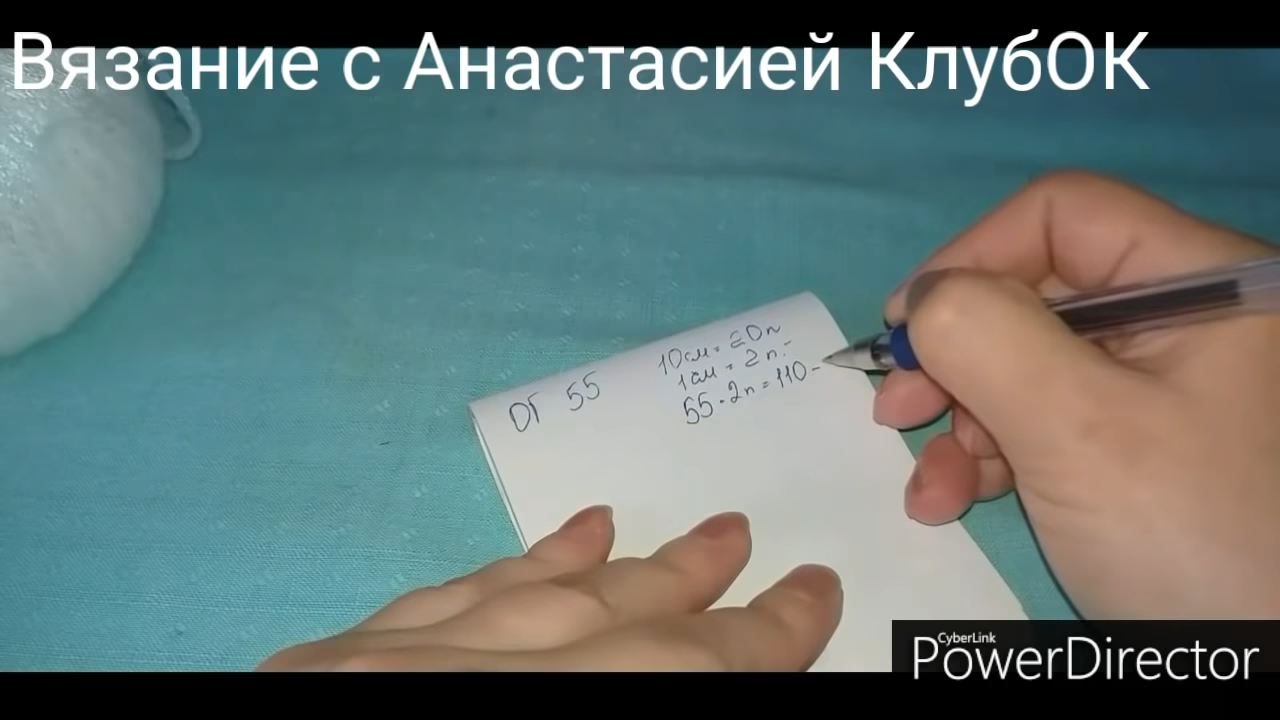 Вязание с Анастасией КлубОК
10см = 20п
1см = 2п.-
ОГ 55
55 · 2п = 110 -
CyberLink
PowerDirector